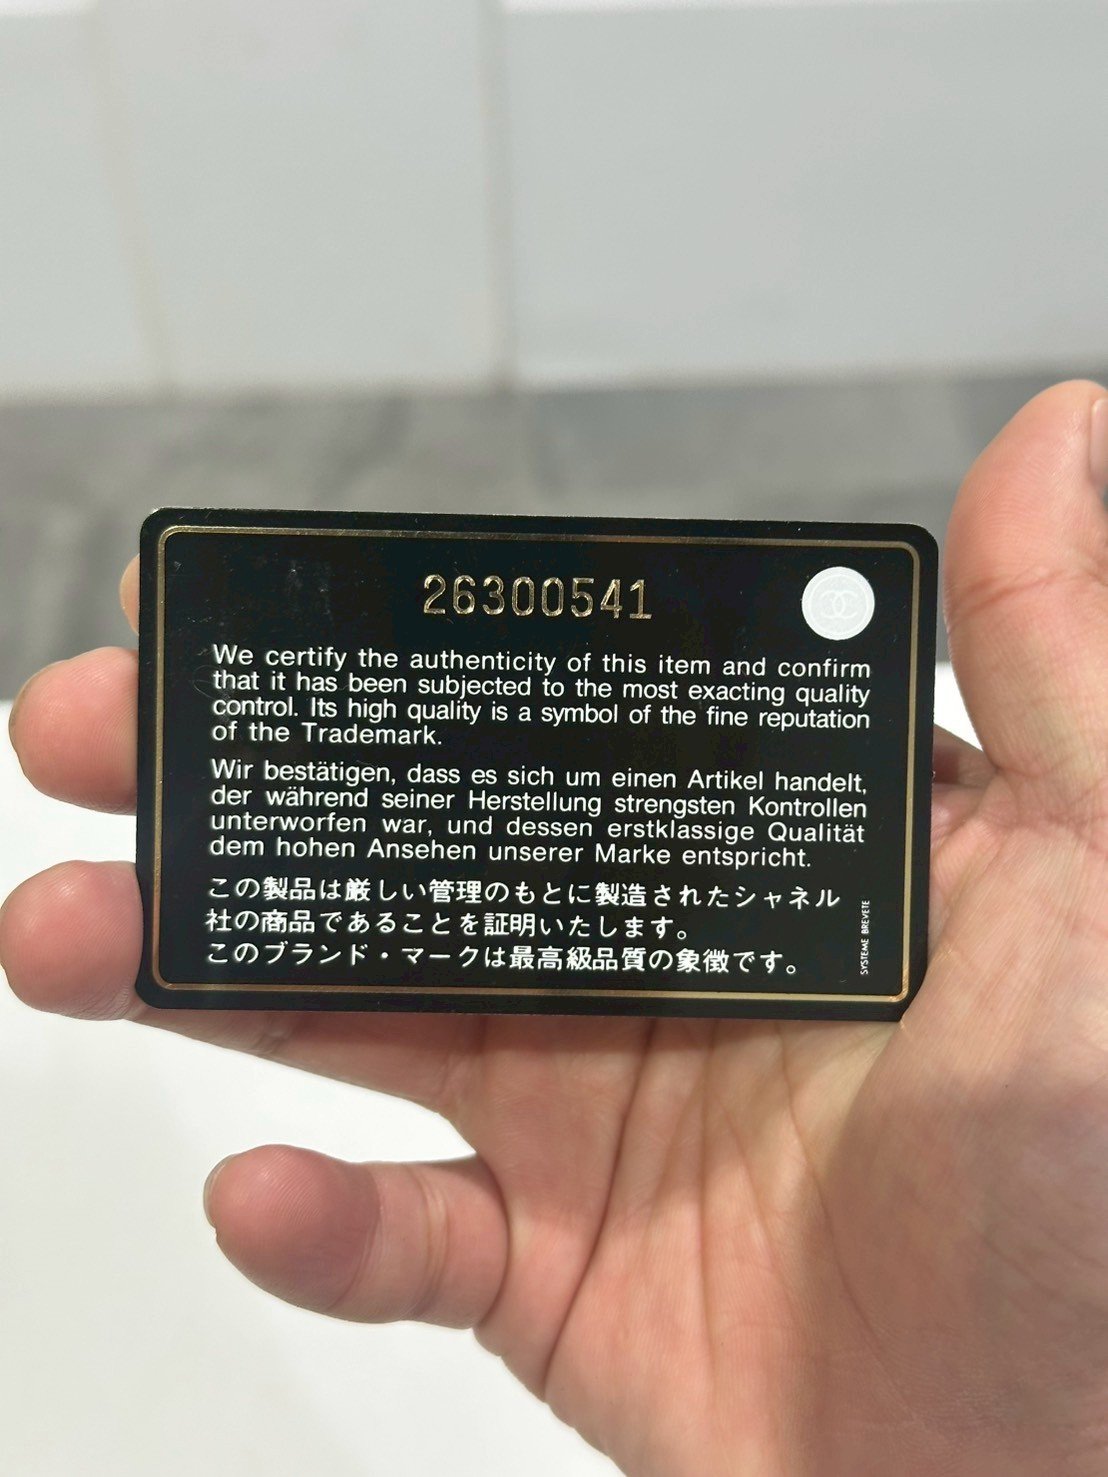 26300541
We certify the authenticity of this item and confirm
that it has been subjected to the most exacting quality
control. Its high quality is a symbol of the fine reputation
of the Trademark.
Wir bestätigen, dass es sich um einen Artikel handelt,
der während seiner Herstellung strengsten Kontrollen
unterworfen war, und dessen erstklassige Qualität
dem hohen Ansehen unserer Marke entspricht.
この製品は厳しい管理のもとに製造されたシャネル
社の商品であることを証明いたします。
このブランド・マークは最高級品質の象徴です。
SYSTEME BREVETE